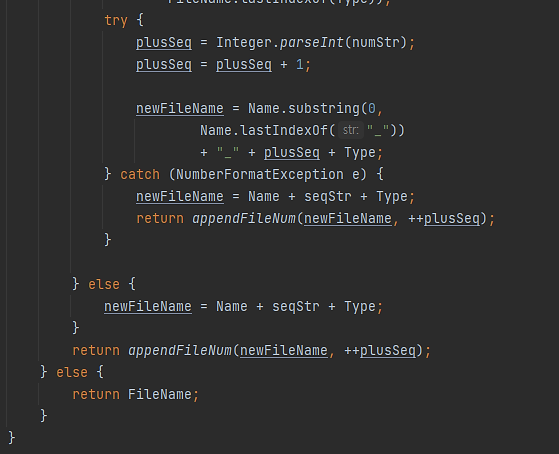 FileName.lastIndexOf(Type));
try {
plusSeq = Integer.parseInt(numStr);
plusSeq = plusSeq + 1;
newFileName = Name.substring(0,
Name.lastIndexOf( str: "_"))
+ "_" + plusSeq + Type;
} catch (NumberFormatException e) {
newFileName = Name + seqStr + Type;
return appendFileNum(newFileName, ++plusSeq);
}
} else {
newFileName = Name + seqStr + Type;
}
return appendFileNum(newFileName, ++plusSeq);
} else {
return FileName;
}
}